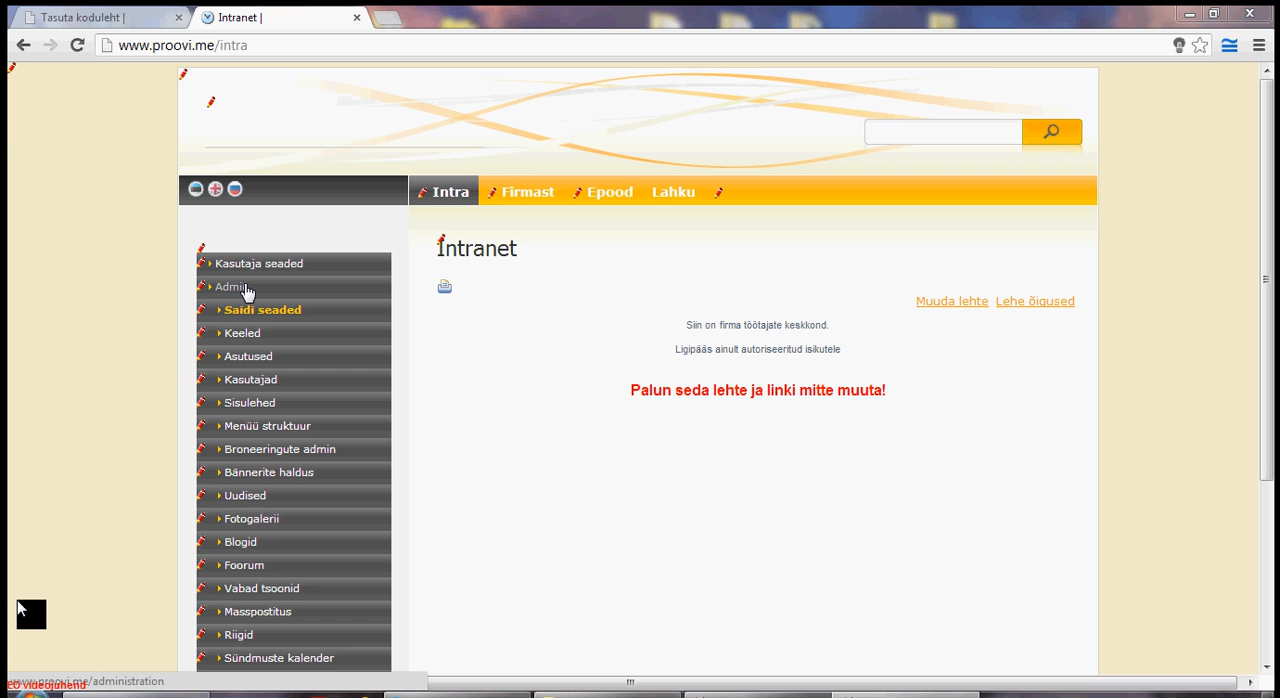 Tasuta koduleht |
Intranet |
www.proovi.me/intra
Intra Firmast Epood Lahku
Intranet
Muuda lehte Lehe õigused
Siin on firma töötajate keskkond.
Ligipääs ainult autoriseeritud isikutele
Palun seda lehte ja linki mitte muuta!
Kasutaja seaded
Admin
Saidi seaded
Keeled
Asutused
Kasutajad
Sisulehed
Menüü struktuur
Broneeringute admin
Bännerite haldus
Uudised
Fotogalerii
Blogid
Foorum
Vabad tsoonid
Masspostitus
Riigid
Sündmuste kalender
www.proovi.me/administration
videojuhend